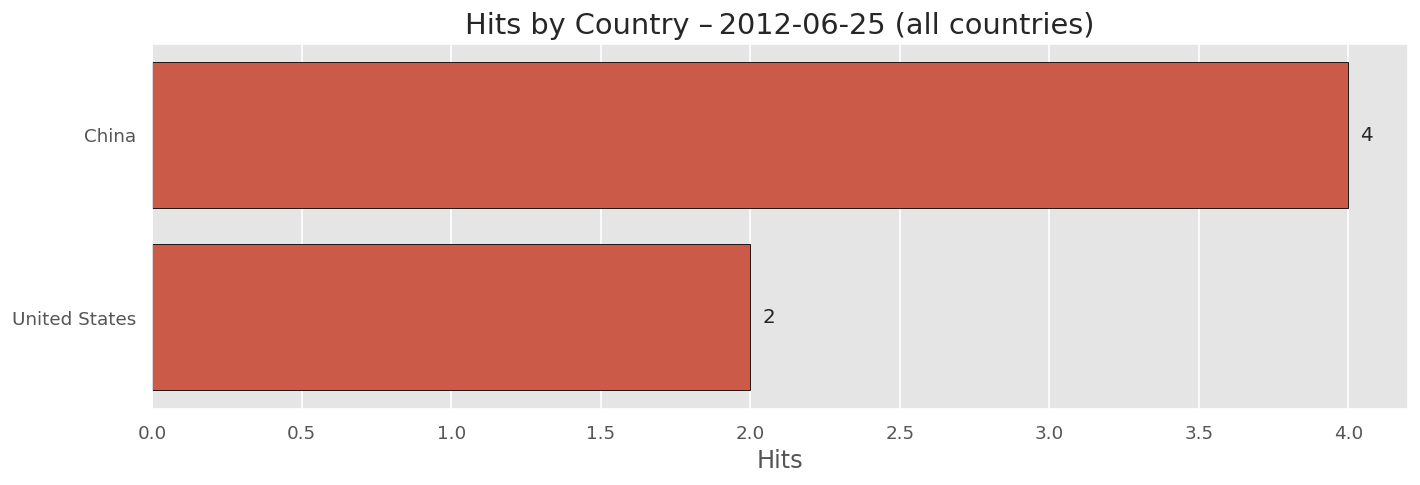 Hits by Country – 2012-06-25 (all countries)
China
4
United States
2
0.0 0.5 1.0 1.5 2.0 2.5 3.0 3.5 4.0
Hits